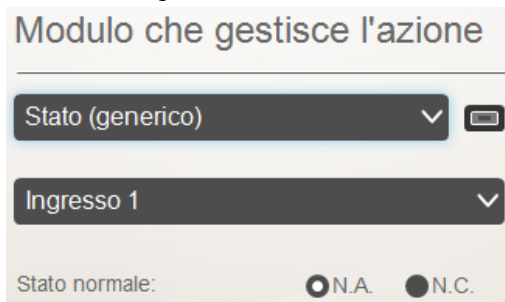 Modulo che gestisce l'azione
Stato (generico)
Ingresso 1
Stato normale: N.A. N.C.